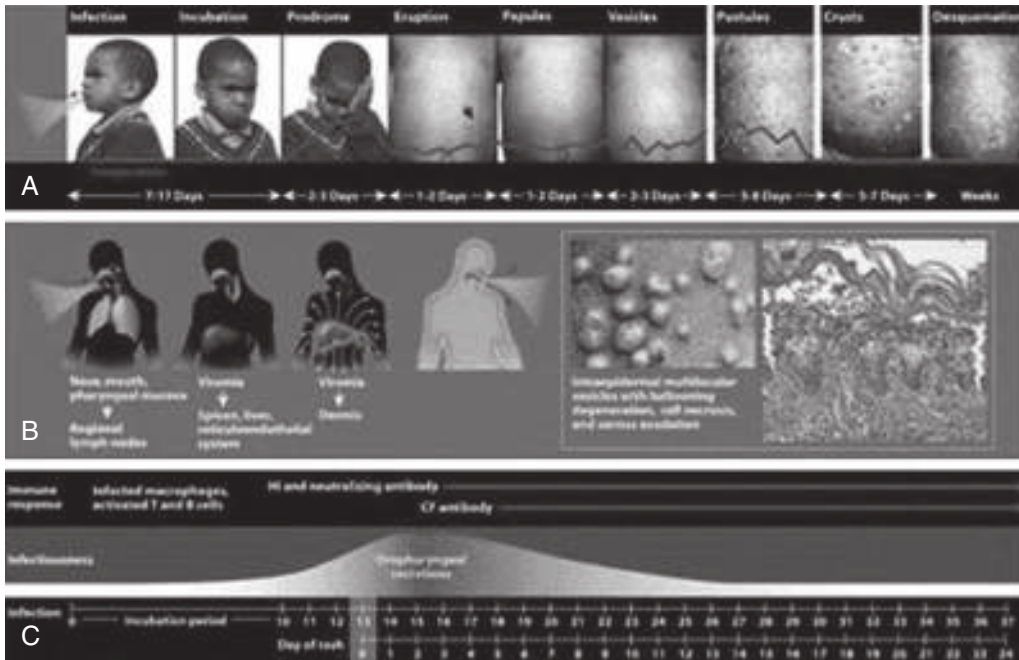 Infection Incubation Prodrome Eruption Papules Vesicles Pustules Crusts Desquamation
A
7-17 Days 2-3 Days 1-2 Days 1-2 Days 2-3 Days 5-8 Days 5-7 Days Weeks
B
Nose, mouth,
pharyngeal mucosa
Regional
lymph nodes
Viremia
Spleen, liver,
reticuloendothelial
system
Viremia
Dermis
Intraepidermal multilocular
vesicles with ballooning
degeneration, cell necrosis,
and serous exudation
Immune
response
Infected macrophages,
activated T and B cells
HI and neutralising antibody
CF antibody
Infectiousness
Oropharyngeal
secretions
C
Infection 0 Incubation period 10 11 12 13 14 15 16 17 18 19 20 21 22 23 24 25 26 27 28 29 30 31 32 33 34 35 36 37
Day of rash 0 1 2 3 4 5 6 7 8 9 10 11 12 13 14 15 16 17 18 19 20 21 22 23 24